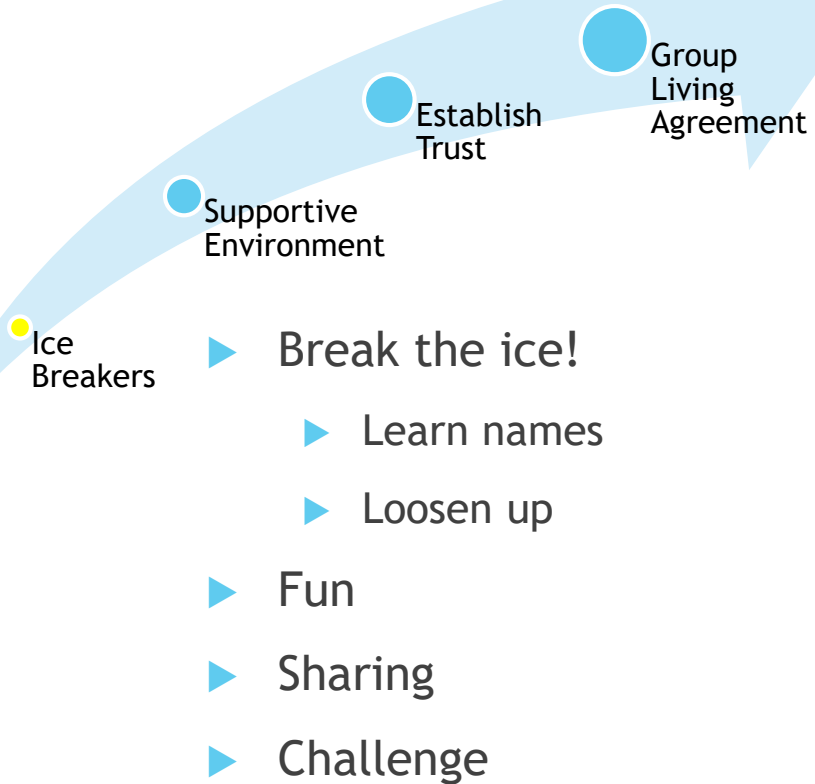 Group
Living
Agreement
Establish
Trust
Supportive
Environment
Ice
Breakers
Break the ice!
Learn names
Loosen up
Fun
Sharing
Challenge